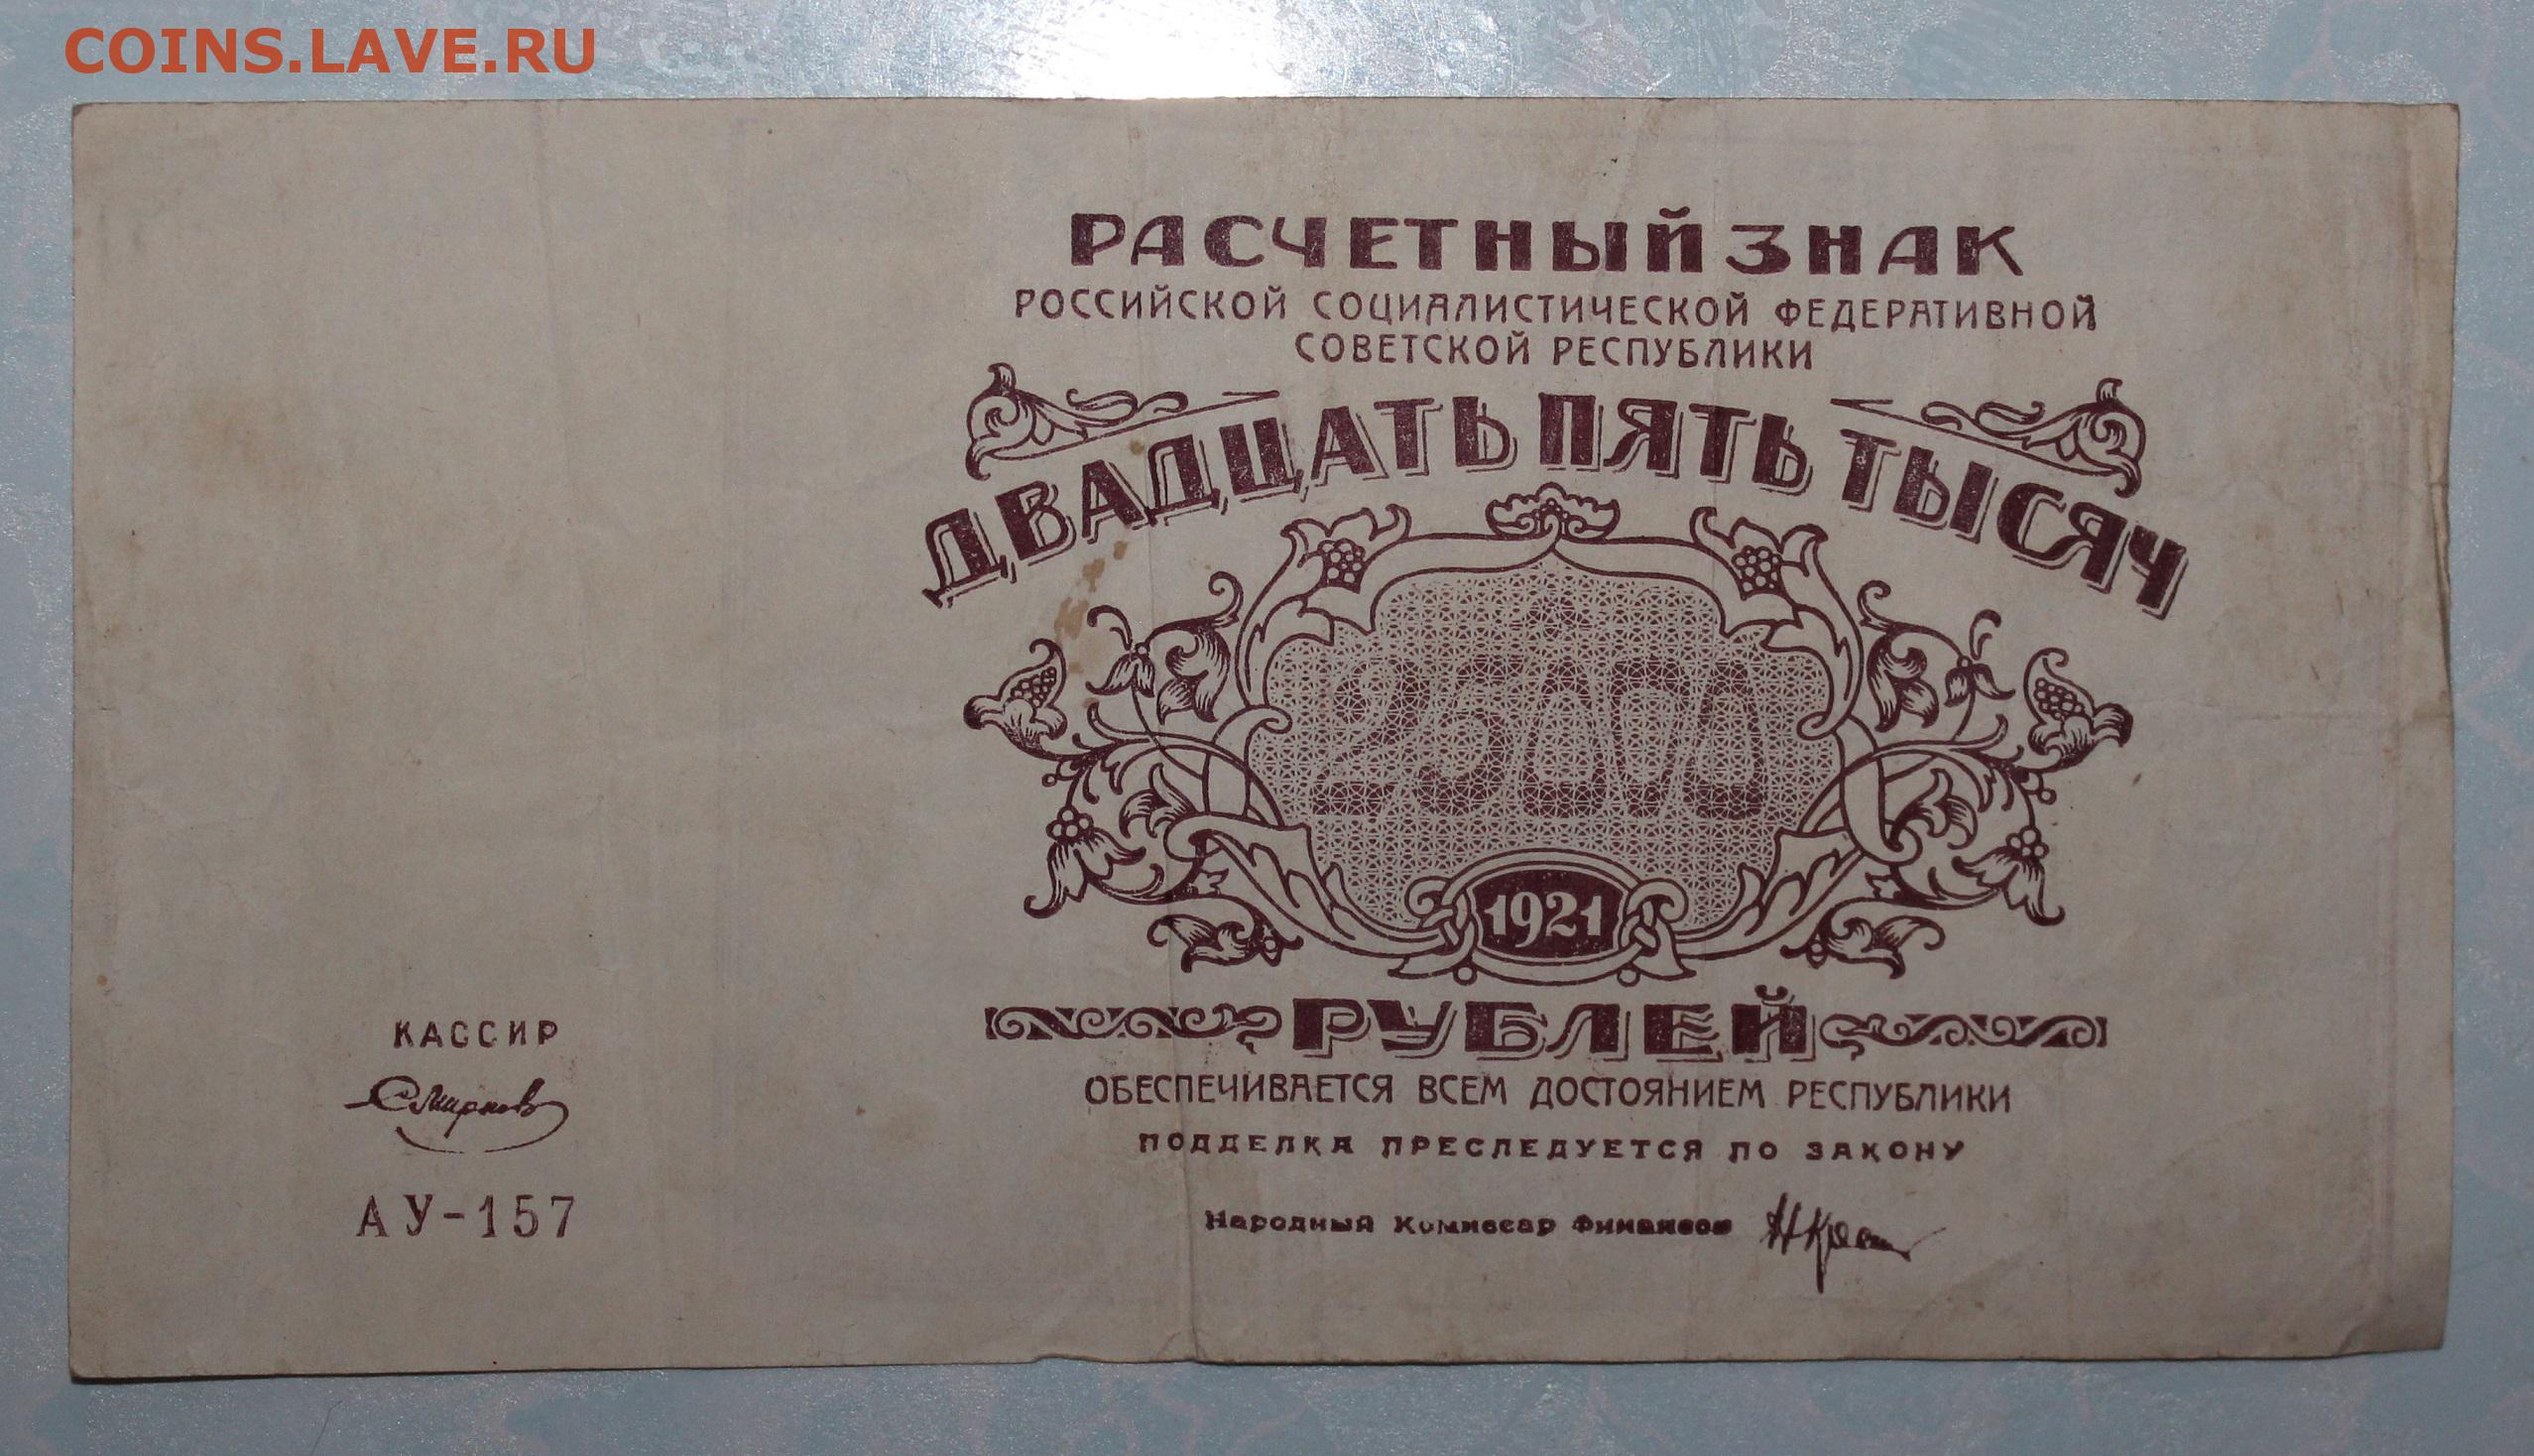 COINS.LAVE.RU
РАСЧЕТНЫЙ ЗНАК
РОССИЙСКОЙ СОЦИАЛИСТИЧЕСКОЙ ФЕДЕРАТИВНОЙ
СОВЕТСКОЙ РЕСПУБЛИКИ
ДВАДЦАТЬ ПЯТЬ ТЫСЯЧ
25000
1921
РУБЛЕЙ
ОБЕСПЕЧИВАЕТСЯ ВСЕМ ДОСТОЯНИЕМ РЕСПУБЛИКИ
ПОДДЕЛКА ПРЕСЛЕДУЕТСЯ ПО ЗАКОНУ
Народный Комиссар Финансов
КАССИР
Смирнов
АУ-157